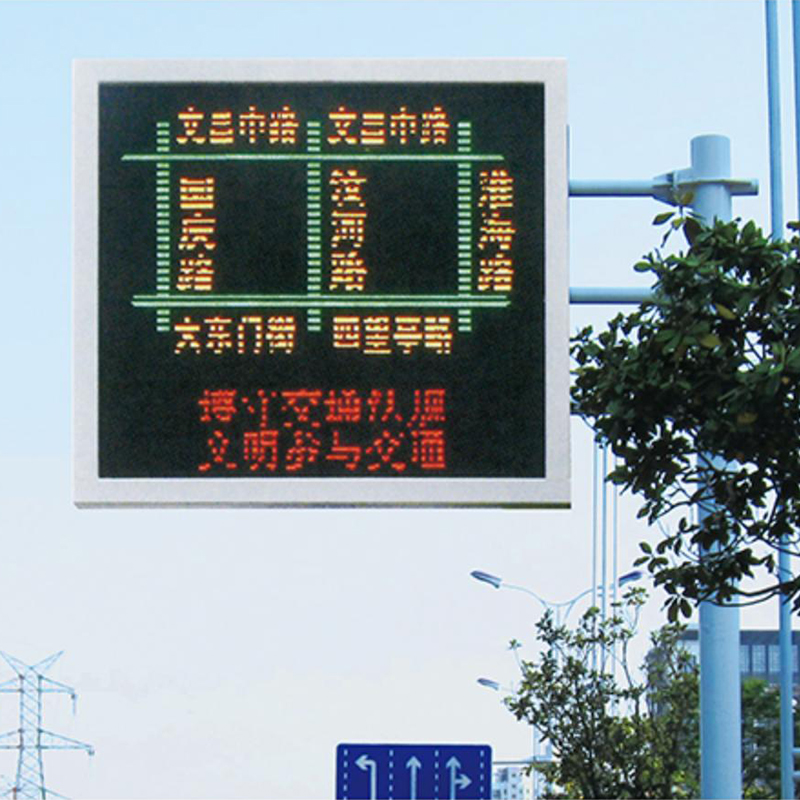 文昌中路 文昌中路
国庆路
汶河路
淮海路
大东门街 四望亭路
遵守交通法规
文明参与交通